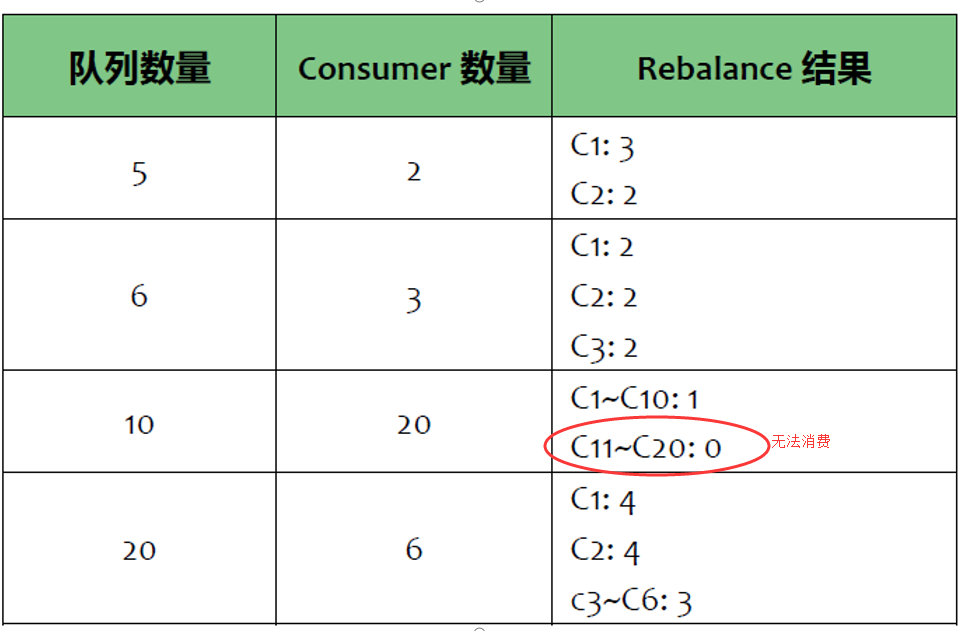 队列数量 Consumer 数量 Rebalance 结果
5 2 C1: 3
C2: 2
6 3 C1: 2
C2: 2
C3: 2
10 20 C1~C10: 1
C11~C20: 0 无法消费
20 6 C1: 4
C2: 4
c3~C6: 3